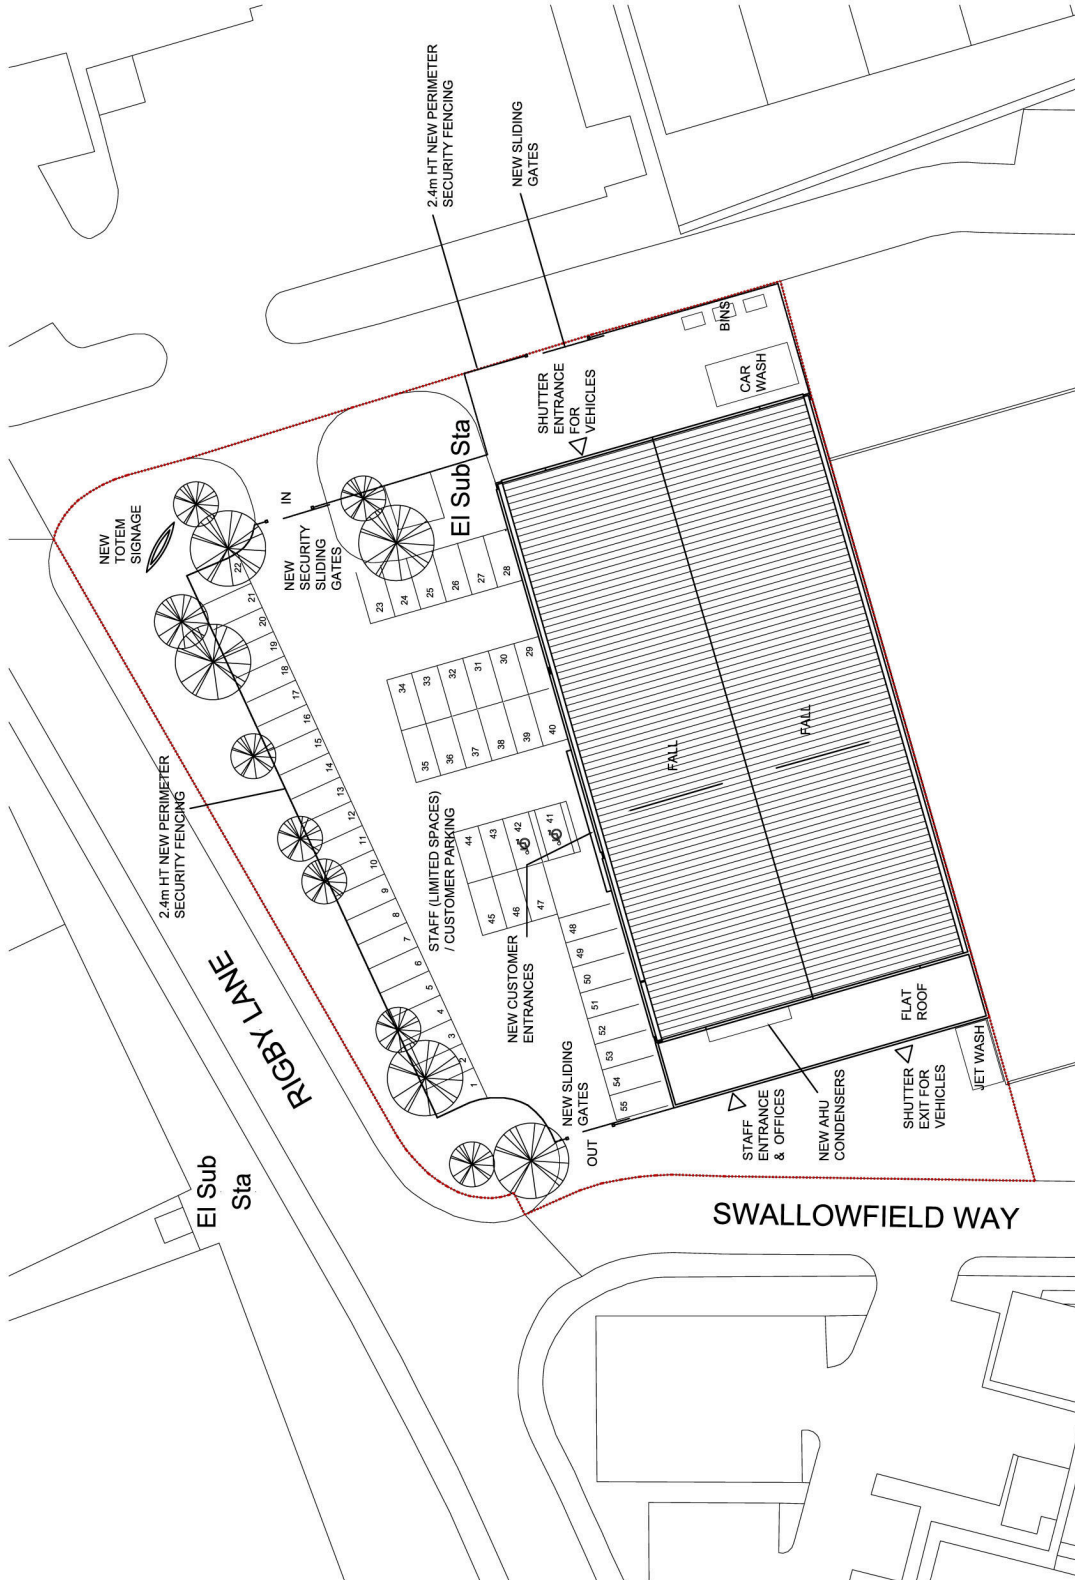 2.4m HT NEW PERIMETER
SECURITY FENCING
NEW SLIDING
GATES
NEW
TOTEM
SIGNAGE
IN
NEW
SECURITY
SLIDING
GATES
El Sub Sta
SHUTTER
ENTRANCE
FOR
VEHICLES
BINS
CAR
WASH
2.4m HT NEW PERIMETER
SECURITY FENCING
RIGBY LANE
El Sub
Sta
STAFF (LIMITED SPACES)
/ CUSTOMER PARKING
NEW CUSTOMER
ENTRANCES
FALL
FALL
NEW SLIDING
GATES
OUT
STAFF
ENTRANCE
& OFFICES
NEW AHU
CONDENSERS
FLAT
ROOF
SHUTTER
EXIT FOR
VEHICLES
JET WASH
SWALLOWFIELD WAY
1
2
3
4
5
6
7
8
9
10
11
12
13
14
15
16
17
18
19
20
21
22
23
24
25
26
27
28
29
30
31
32
33
34
35
36
37
38
39
40
41
42
43
44
45
46
47
48
49
50
51
52
53
54
55